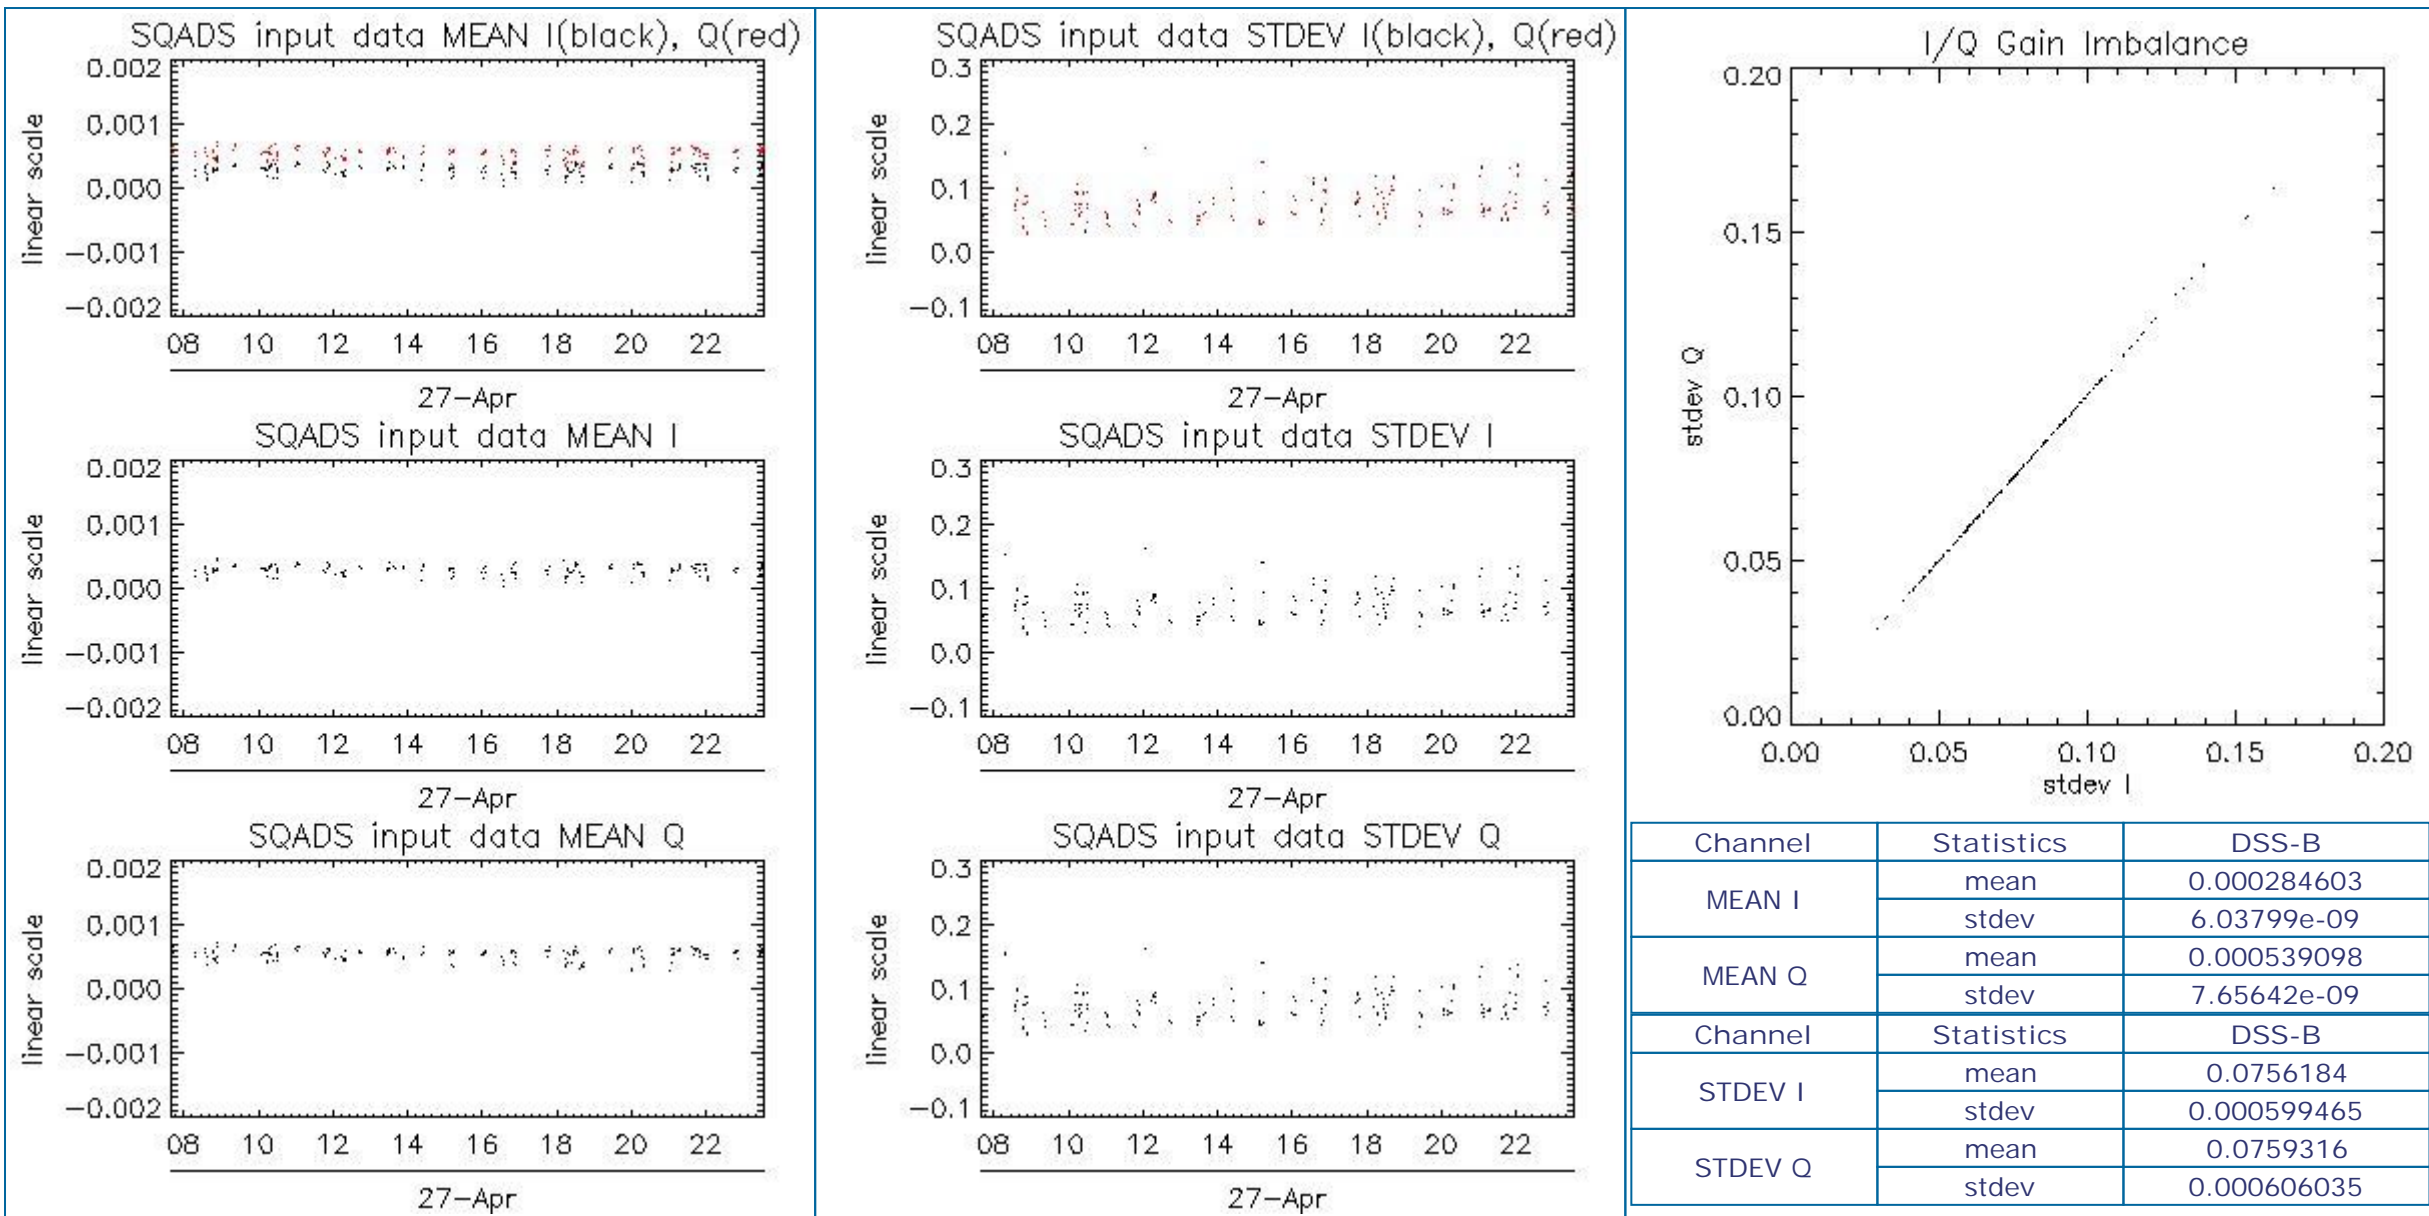 SQADS input data MEAN I(black), Q(red)
0.002
0.001
0.000
-0.001
-0.002
linear scale
08 10 12 14 16 18 20 22
27-Apr
SQADS input data MEAN I
0.002
0.001
0.000
-0.001
-0.002
linear scale
08 10 12 14 16 18 20 22
27-Apr
SQADS input data MEAN Q
0.002
0.001
0.000
-0.001
-0.002
linear scale
08 10 12 14 16 18 20 22
27-Apr
SQADS input data STDEV I(black), Q(red)
0.3
0.2
0.1
0.0
-0.1
linear scale
08 10 12 14 16 18 20 22
27-Apr
SQADS input data STDEV I
0.3
0.2
0.1
0.0
-0.1
linear scale
08 10 12 14 16 18 20 22
27-Apr
SQADS input data STDEV Q
0.3
0.2
0.1
0.0
-0.1
linear scale
08 10 12 14 16 18 20 22
27-Apr
I/Q Gain Imbalance
0.20
0.15
0.10
0.05
0.00
stdev Q
0.00 0.05 0.10 0.15 0.20
stdev I
Channel Statistics DSS-B
MEAN I mean 0.000284603
stdev 6.03799e-09
MEAN Q mean 0.000539098
stdev 7.65642e-09
Channel Statistics DSS-B
STDEV I mean 0.0756184
stdev 0.000599465
STDEV Q mean 0.0759316
stdev 0.000606035